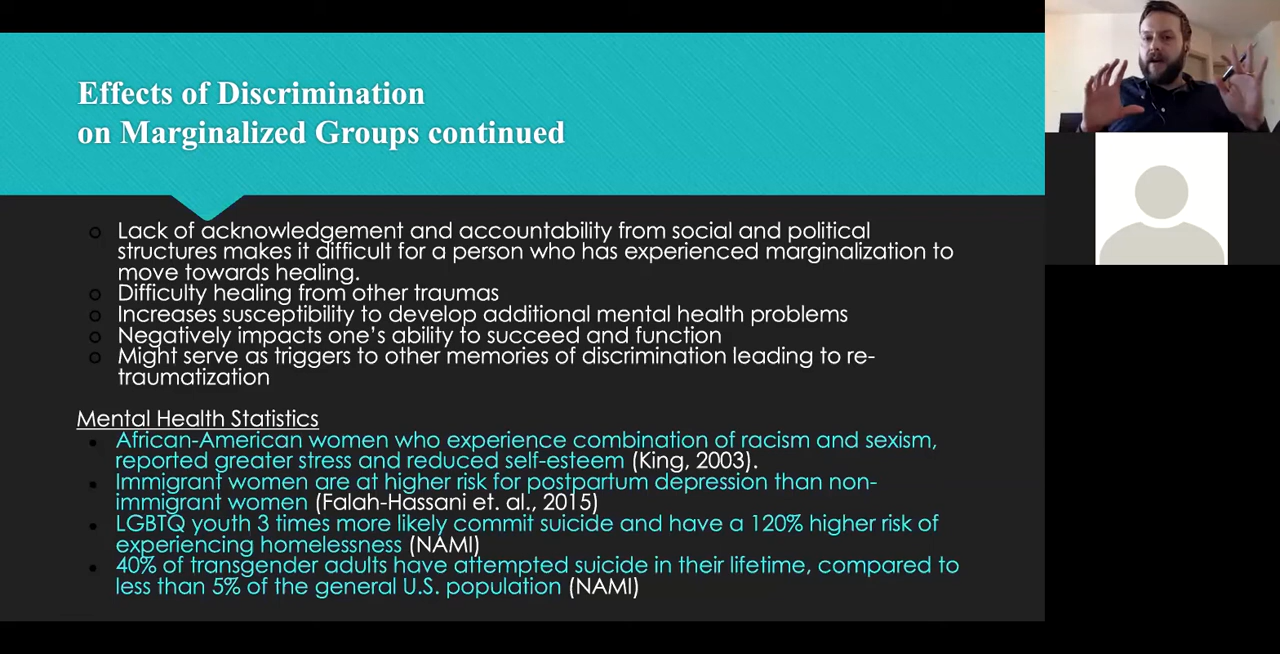 Effects of Discrimination
on Marginalized Groups continued
Lack of acknowledgement and accountability from social and political
structures makes it difficult for a person who has experienced marginalization to
move towards healing.
Difficulty healing from other traumas
Increases susceptibility to develop additional mental health problems
Negatively impacts one’s ability to succeed and function
Might serve as triggers to other memories of discrimination leading to re-
traumatization
Mental Health Statistics
African-American women who experience combination of racism and sexism,
reported greater stress and reduced self-esteem (King, 2003).
Immigrant women are at higher risk for postpartum depression than non-
immigrant women (Falah-Hassani et. al., 2015)
LGBTQ youth 3 times more likely commit suicide and have a 120% higher risk of
experiencing homelessness (NAMI)
40% of transgender adults have attempted suicide in their lifetime, compared to
less than 5% of the general U.S. population (NAMI)